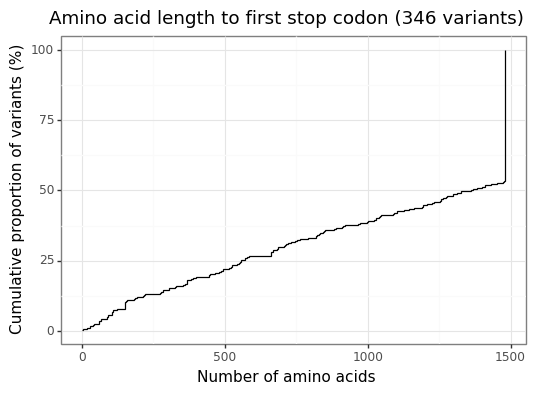 Amino acid length to first stop codon (346 variants)
Cumulative proportion of variants (%)
100
75
50
25
0
0 500 1000 1500
Number of amino acids